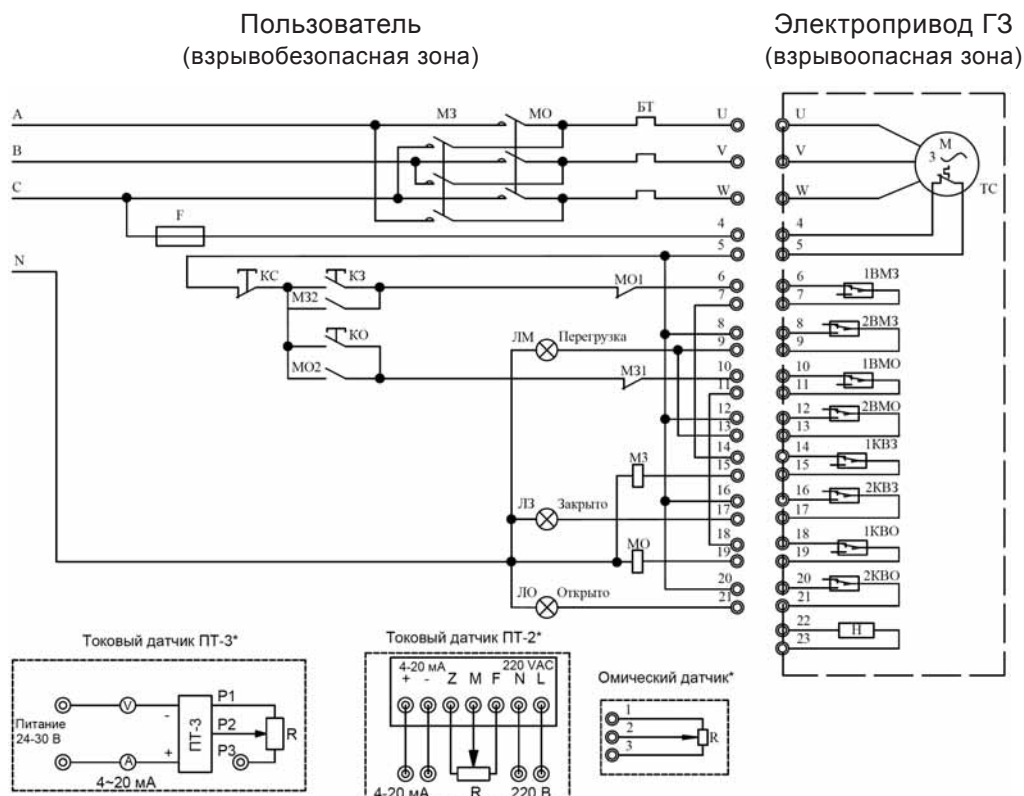 Пользователь
(взрывобезопасная зона)
Электропривод ГЗ
(взрывоопасная зона)
A
МЗ
МО
БТ
U
U
B
V
V
M
3
C
W
W
ТС
F
4
4
5
5
N
КС
КЗ
МО1
6
6
1ВМЗ
МЗ2
7
7
КО
ЛМ
Перегрузка
8
8
2ВМЗ
9
9
МО2
МЗ1
10
10
1ВМО
11
11
12
12
2ВМО
13
13
14
14
1КВЗ
МЗ
15
15
16
16
2КВЗ
ЛЗ
Закрыто
17
17
18
18
1КВО
МО
19
19
20
20
2КВО
ЛО
Открыто
21
21
22
H
23
Токовый датчик ПТ-3*
Питание
24-30 В
V
-
P1
ПТ-3
P2
R
P3
A
+
4~20 мА
Токовый датчик ПТ-2*
4-20 мА
220 VAC
+ - Z M F N L
4-20 мА
R
220 В
Омический датчик*
1
2
R
3